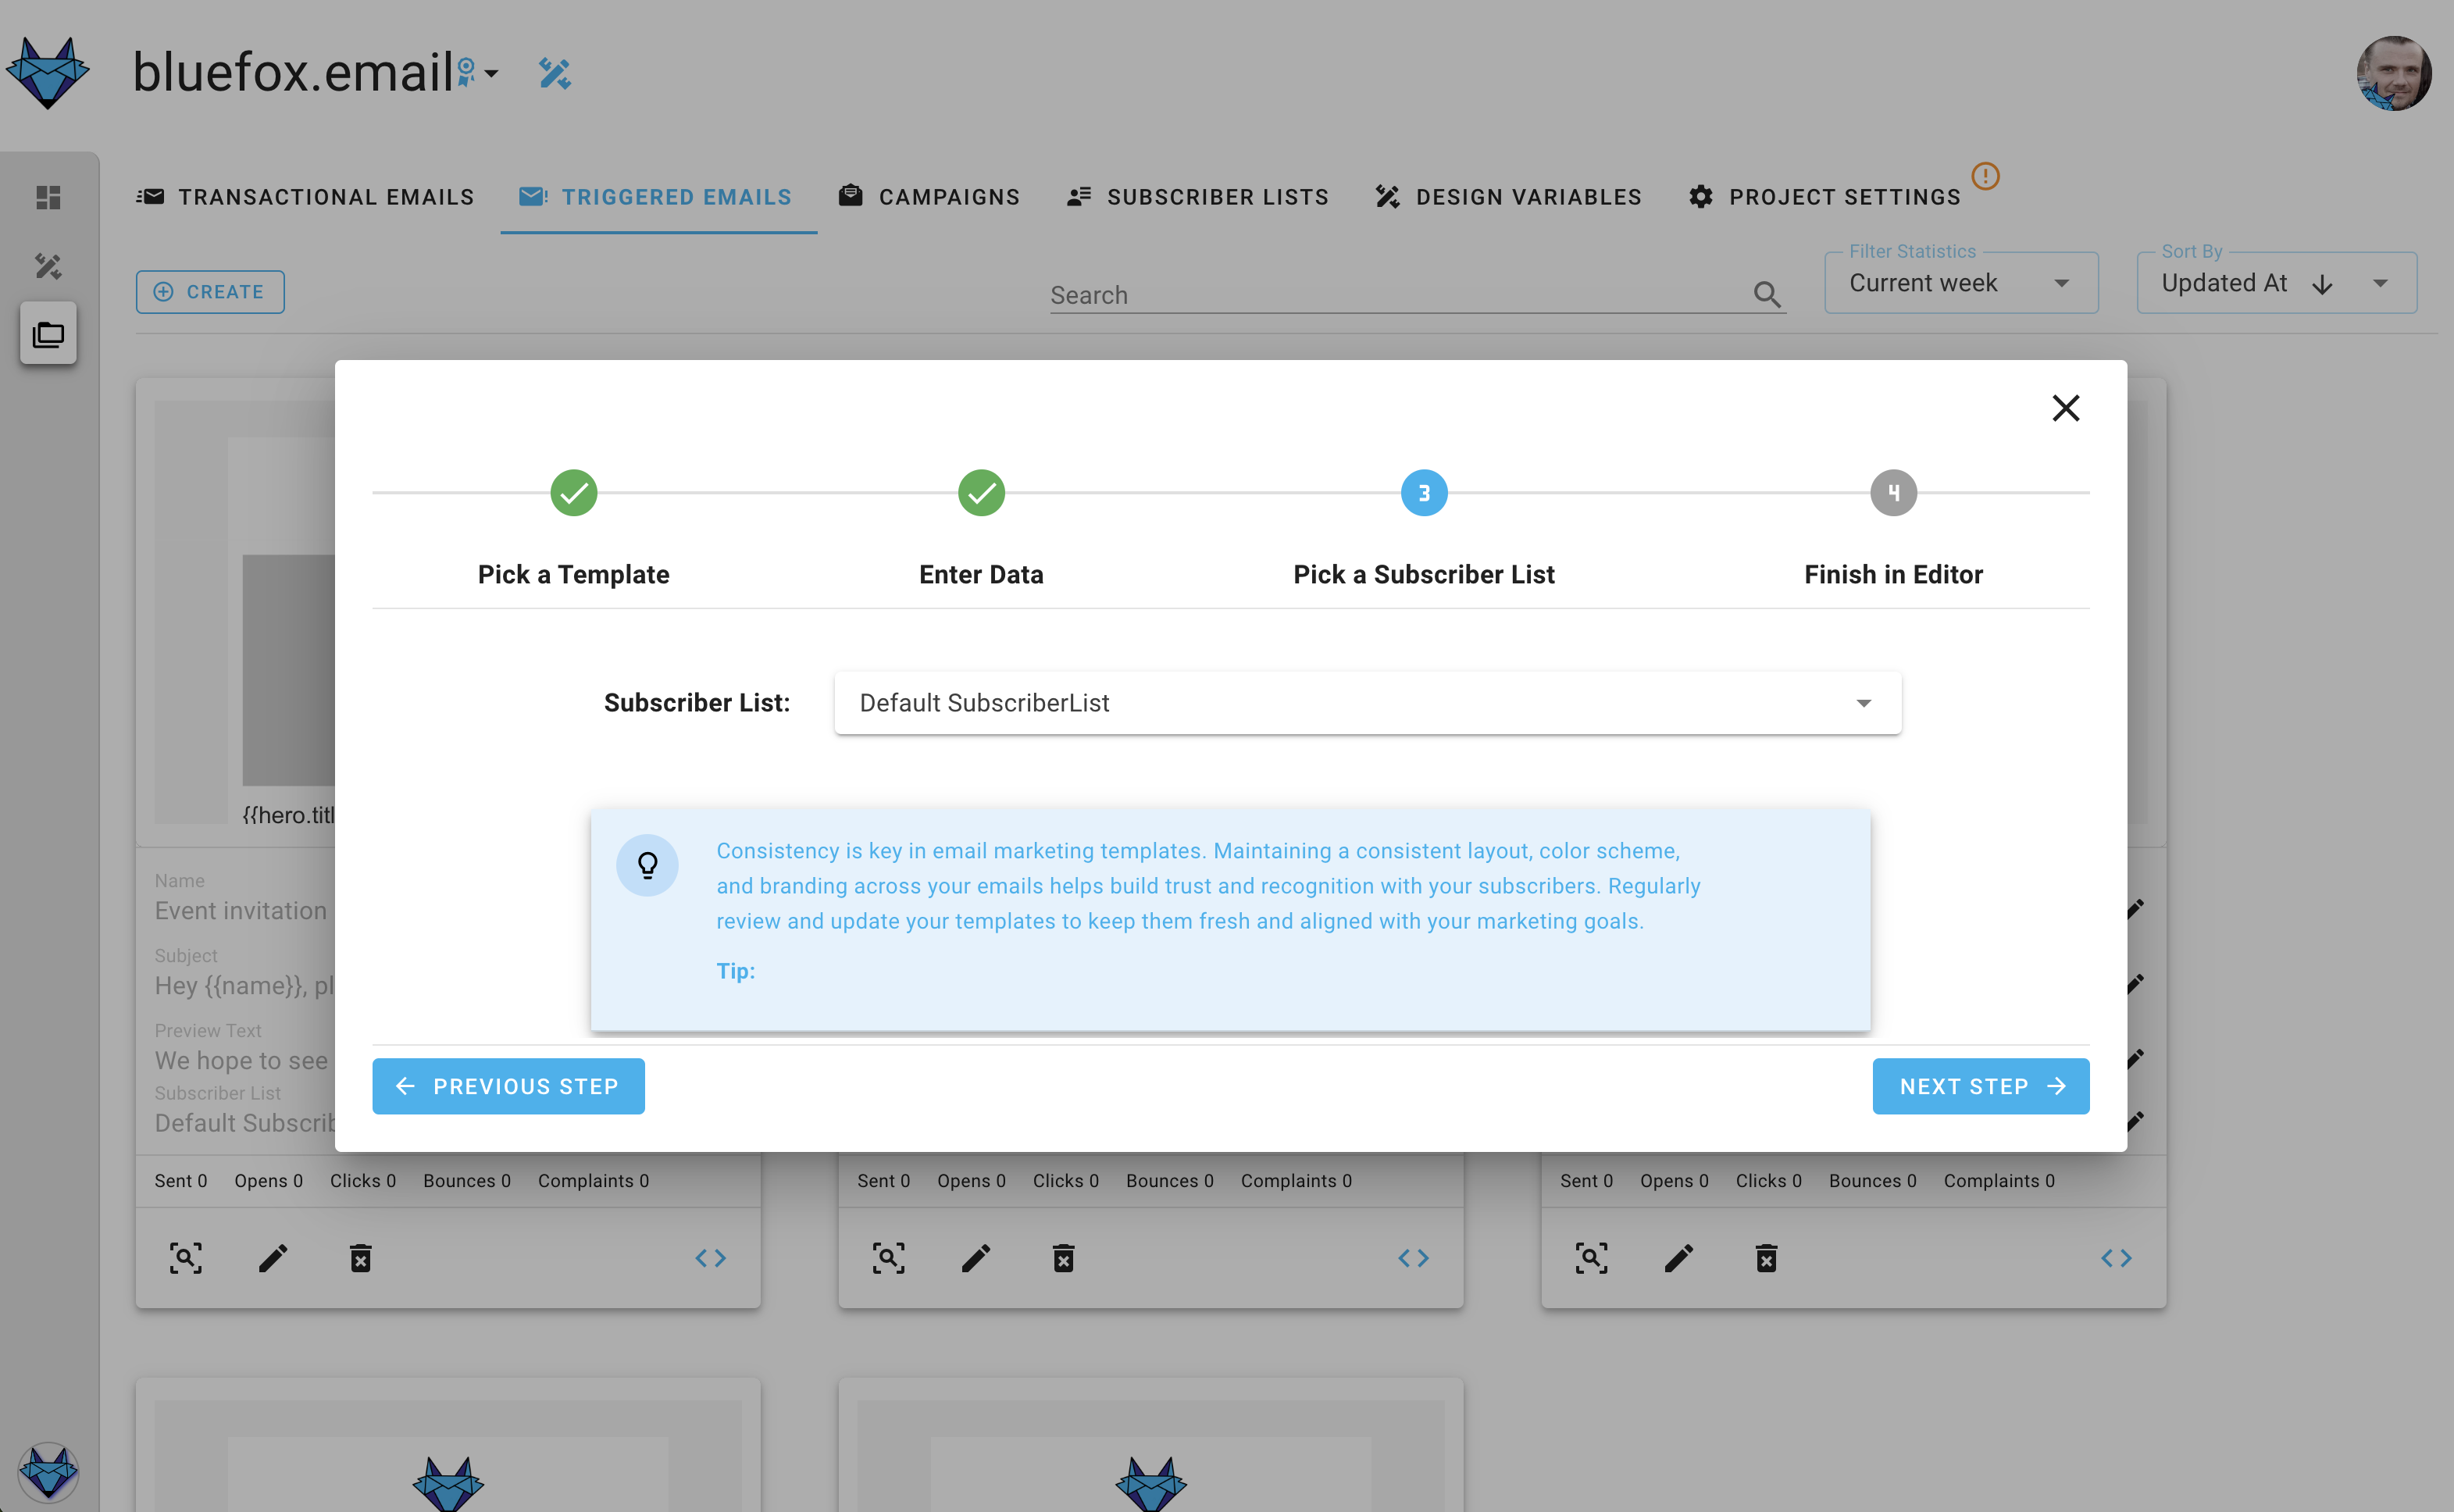 bluefox.email
TRANSACTIONAL EMAILS
TRIGGERED EMAILS
CAMPAIGNS
SUBSCRIBER LISTS
DESIGN VARIABLES
PROJECT SETTINGS
CREATE
Search
Filter Statistics
Current week
Sort By
Updated At
3
4
Pick a Template
Enter Data
Pick a Subscriber List
Finish in Editor
Subscriber List:
Default SubscriberList
Consistency is key in email marketing templates. Maintaining a consistent layout, color scheme,
and branding across your emails helps build trust and recognition with your subscribers. Regularly
review and update your templates to keep them fresh and aligned with your marketing goals.
Tip:
PREVIOUS STEP
NEXT STEP
{{hero.titl
Name
Event invitation
Subject
Hey {{name}}, pl
Preview Text
We hope to see
Subscriber List
Default Subscrib
Sent 0 Opens 0 Clicks 0 Bounces 0 Complaints 0
Sent 0 Opens 0 Clicks 0 Bounces 0 Complaints 0
Sent 0 Opens 0 Clicks 0 Bounces 0 Complaints 0